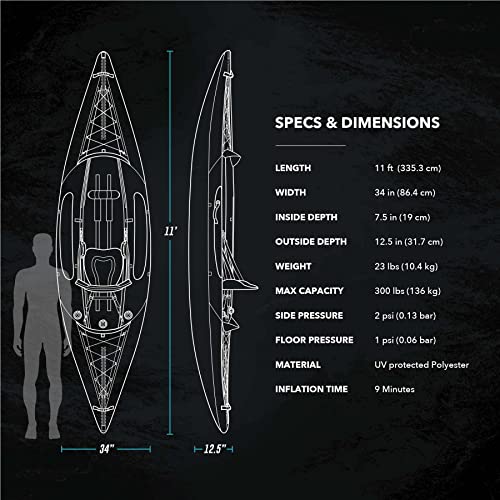 SPECS & DIMENSIONS
LENGTH 11 ft (335.3 cm)
WIDTH 34 in (86.4 cm)
INSIDE DEPTH 7.5 in (19 cm)
OUTSIDE DEPTH 12.5 in (31.7 cm)
WEIGHT 23 lbs (10.4 kg)
MAX CAPACITY 300 lbs (136 kg)
SIDE PRESSURE 2 psi (0.13 bar)
FLOOR PRESSURE 1 psi (0.06 bar)
MATERIAL UV protected Polyester
INFLATION TIME 9 Minutes
11'
34"
12.5"